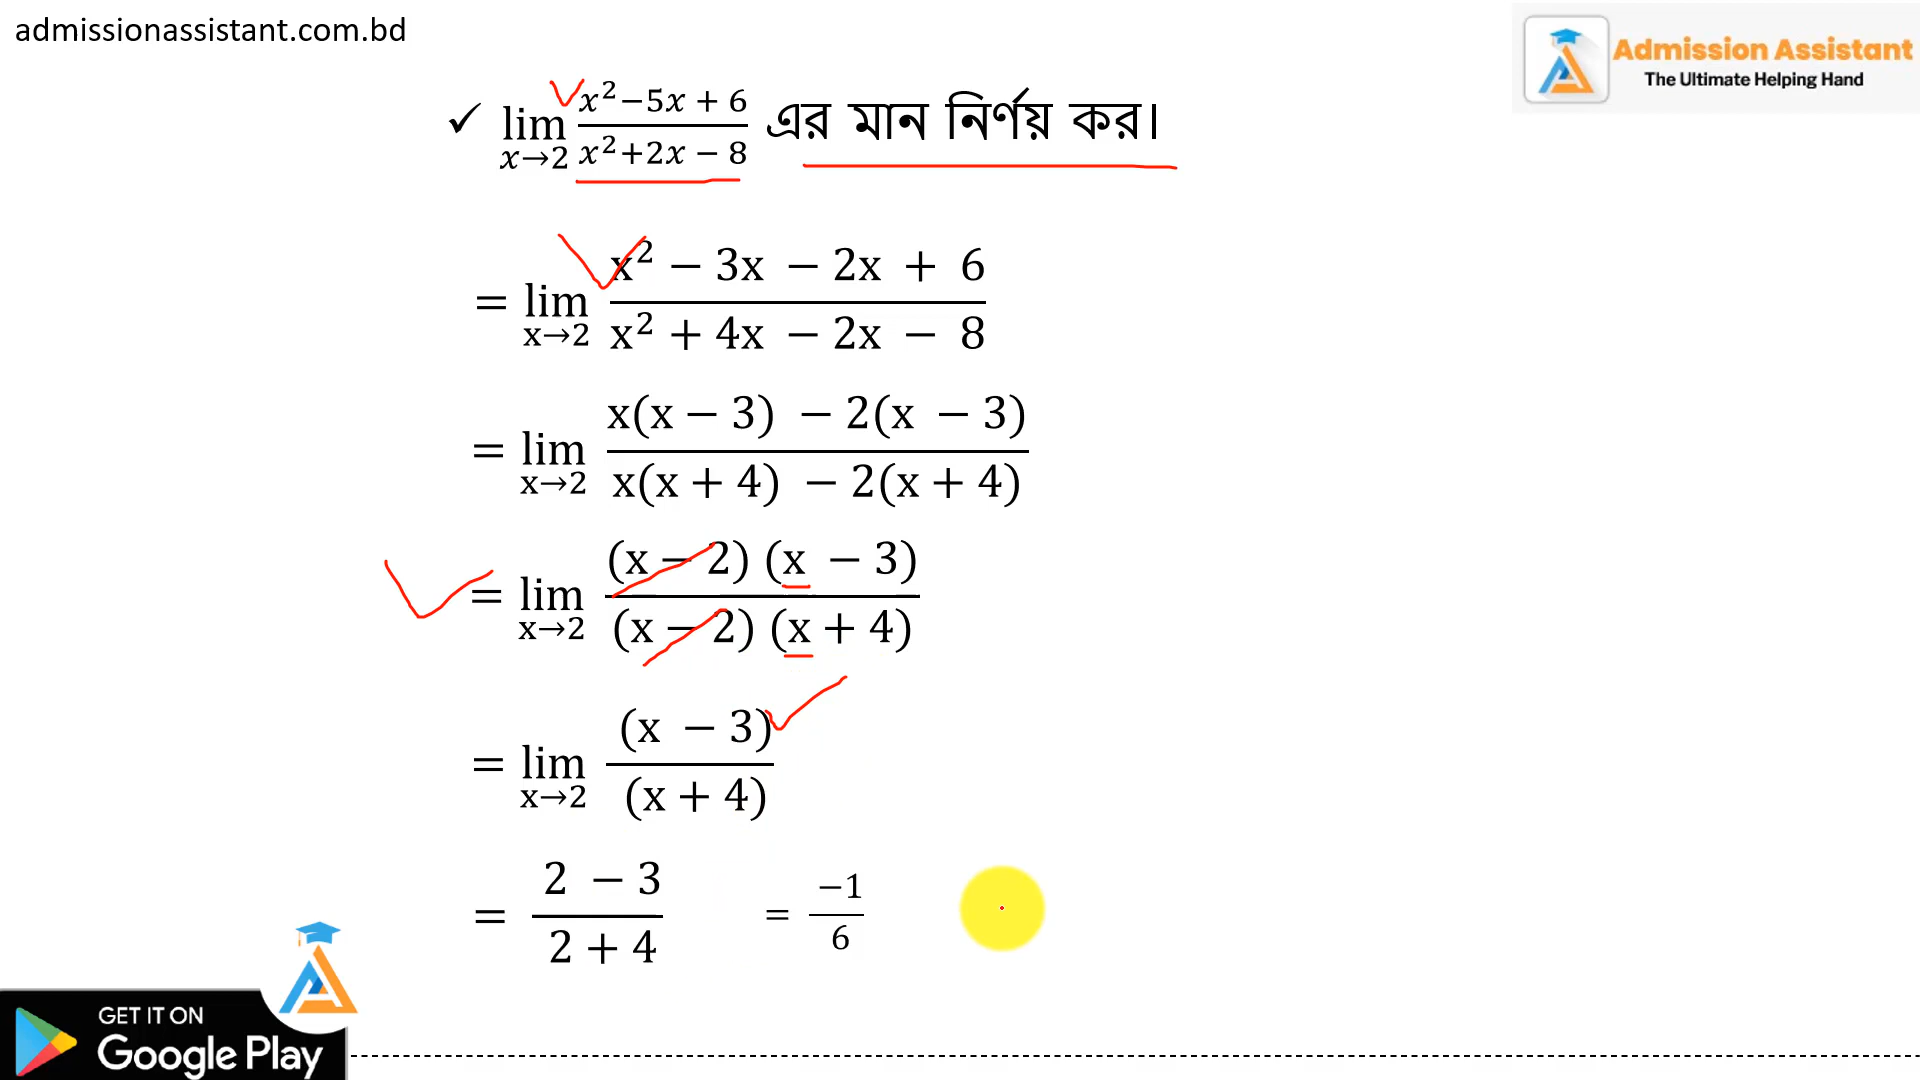 admissionassistant.com.bd
Admission Assistant
The Ultimate Helping Hand
✓ lim x→2 (x²−5x + 6)/(x²+2x − 8) এর মান নির্ণয় কর।
= lim x→2 (x² − 3x − 2x + 6)/(x² + 4x − 2x − 8)
= lim x→2 (x(x − 3) − 2(x − 3))/(x(x + 4) − 2(x + 4))
= lim x→2 ((x − 2) (x − 3))/((x − 2) (x + 4))
= lim x→2 (x − 3)/(x + 4)
= (2 − 3)/(2 + 4) = −1/6
GET IT ON
Google Play